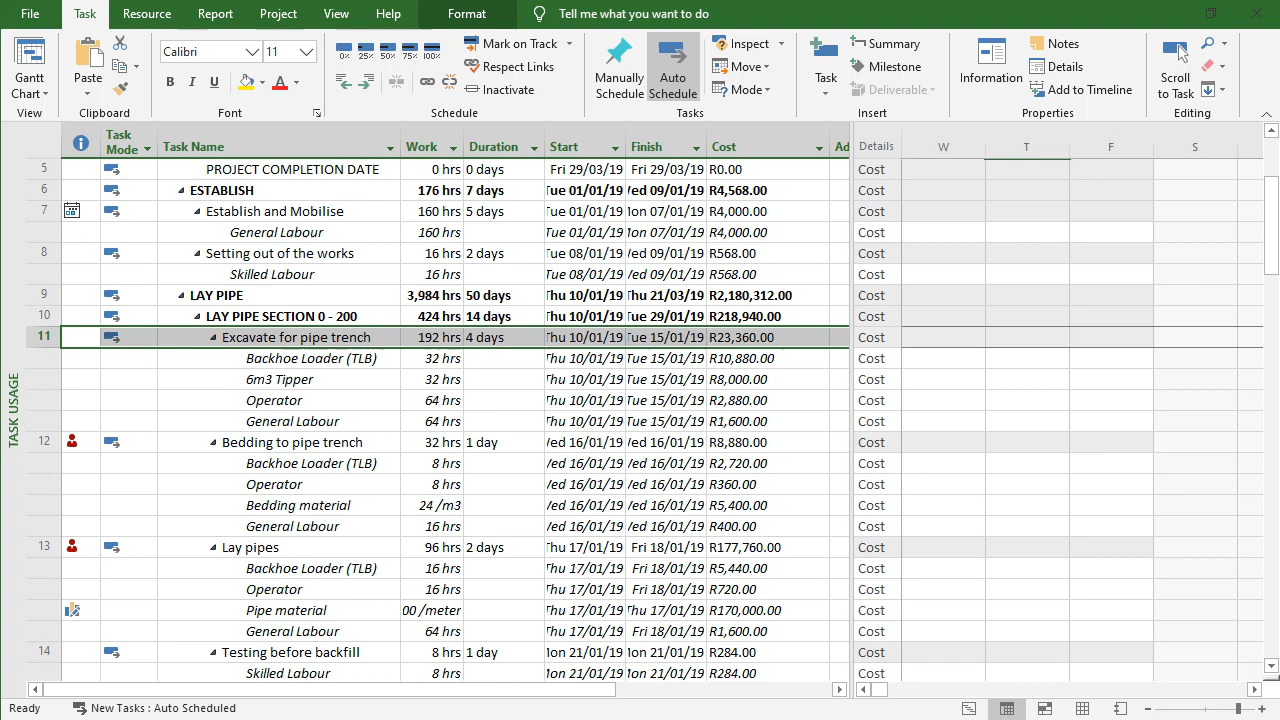 File Task Resource Report Project View Help Format Tell me what you want to do
Gantt Chart
View
Paste
Clipboard
Calibri 11
B I U A
Font
0% 25% 50% 75% 100%
Mark on Track
Respect Links
Inactivate
Schedule
Manually Schedule
Auto Schedule
Inspect
Move
Mode
Tasks
Task
Summary
Milestone
Deliverable
Insert
Information
Notes
Details
Add to Timeline
Properties
Scroll to Task
Editing
Task Mode Task Name Work Duration Start Finish Cost Ad Details W T F S
5 PROJECT COMPLETION DATE 0 hrs 0 days Fri 29/03/19 Fri 29/03/19 R0.00 Cost
6 ESTABLISH 176 hrs 7 days Tue 01/01/19 Wed 09/01/19 R4,568.00 Cost
7 Establish and Mobilise 160 hrs 5 days Tue 01/01/19 Mon 07/01/19 R4,000.00 Cost
General Labour 160 hrs Tue 01/01/19 Mon 07/01/19 R4,000.00 Cost
8 Setting out of the works 16 hrs 2 days Tue 08/01/19 Wed 09/01/19 R568.00 Cost
Skilled Labour 16 hrs Tue 08/01/19 Wed 09/01/19 R568.00 Cost
9 LAY PIPE 3,984 hrs 50 days Thu 10/01/19 Thu 21/03/19 R2,180,312.00 Cost
10 LAY PIPE SECTION 0 - 200 424 hrs 14 days Thu 10/01/19 Tue 29/01/19 R218,940.00 Cost
11 Excavate for pipe trench 192 hrs 4 days Thu 10/01/19 Tue 15/01/19 R23,360.00 Cost
Backhoe Loader (TLB) 32 hrs Thu 10/01/19 Tue 15/01/19 R10,880.00 Cost
6m3 Tipper 32 hrs Thu 10/01/19 Tue 15/01/19 R8,000.00 Cost
Operator 64 hrs Thu 10/01/19 Tue 15/01/19 R2,880.00 Cost
General Labour 64 hrs Thu 10/01/19 Tue 15/01/19 R1,600.00 Cost
12 Bedding to pipe trench 32 hrs 1 day Wed 16/01/19 Wed 16/01/19 R8,880.00 Cost
Backhoe Loader (TLB) 8 hrs Wed 16/01/19 Wed 16/01/19 R2,720.00 Cost
Operator 8 hrs Wed 16/01/19 Wed 16/01/19 R360.00 Cost
Bedding material 24 /m3 Wed 16/01/19 Wed 16/01/19 R5,400.00 Cost
General Labour 16 hrs Wed 16/01/19 Wed 16/01/19 R400.00 Cost
13 Lay pipes 96 hrs 2 days Thu 17/01/19 Fri 18/01/19 R177,760.00 Cost
Backhoe Loader (TLB) 16 hrs Thu 17/01/19 Fri 18/01/19 R5,440.00 Cost
Operator 16 hrs Thu 17/01/19 Fri 18/01/19 R720.00 Cost
Pipe material 00 /meter Thu 17/01/19 Thu 17/01/19 R170,000.00 Cost
General Labour 64 hrs Thu 17/01/19 Fri 18/01/19 R1,600.00 Cost
14 Testing before backfill 8 hrs 1 day Mon 21/01/19 Mon 21/01/19 R284.00 Cost
Skilled Labour 8 hrs Mon 21/01/19 Mon 21/01/19 R284.00 Cost
TASK USAGE
Ready New Tasks : Auto Scheduled